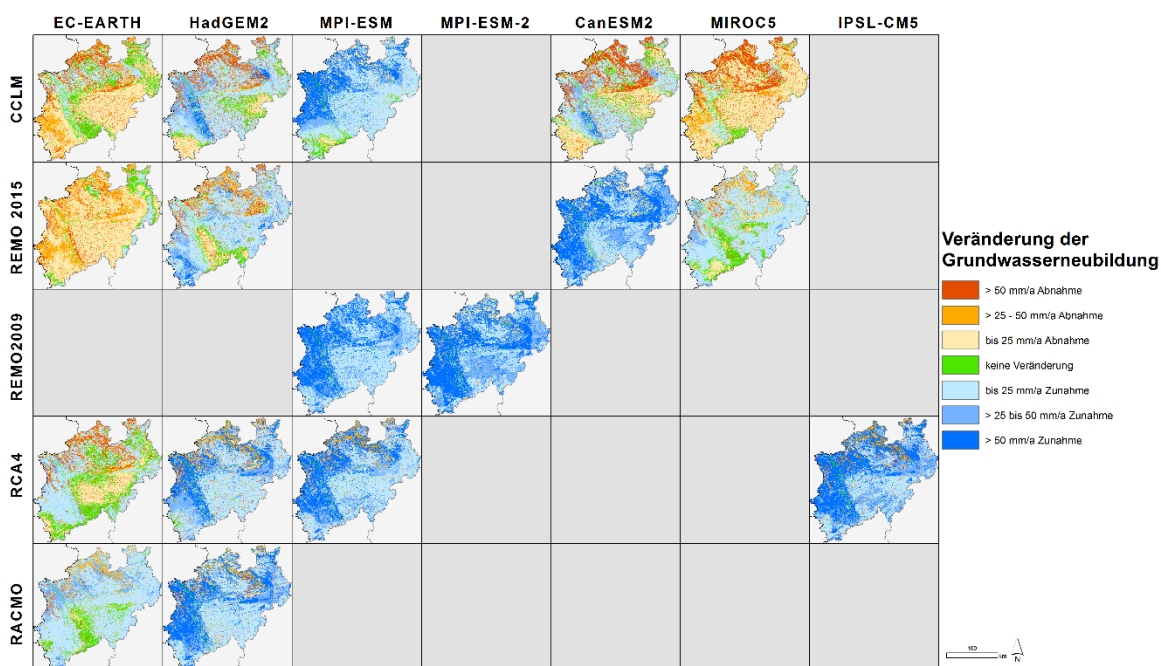 EC-EARTH HadGEM2 MPI-ESM MPI-ESM-2 CanESM2 MIROC5 IPSL-CM5
CCLM
REMO 2015
REMO2009
RCA4
RACMO
Veränderung der
Grundwasserneubildung
> 50 mm/a Abnahme
> 25 - 50 mm/a Abnahme
bis 25 mm/a Abnahme
keine Veränderung
bis 25 mm/a Zunahme
> 25 bis 50 mm/a Zunahme
> 50 mm/a Zunahme
100
km
N